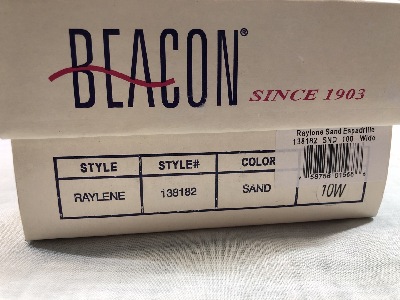 BEACON®
SINCE 1903
Raylene Sand Espadrille
138182 SND 100 Wide
STYLE STYLE# COLOR
RAYLENE 138182 SAND 10W